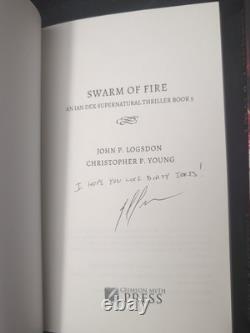 SWARM OF FIRE
AN IAN DEX SUPERNATURAL THRILLER BOOK 5
JOHN P. LOGSDON
CHRISTOPHER P. YOUNG
I HOPE YOU LIKE DIRTY JOKES!
CRIMSON MYTH
PRESS
ebay